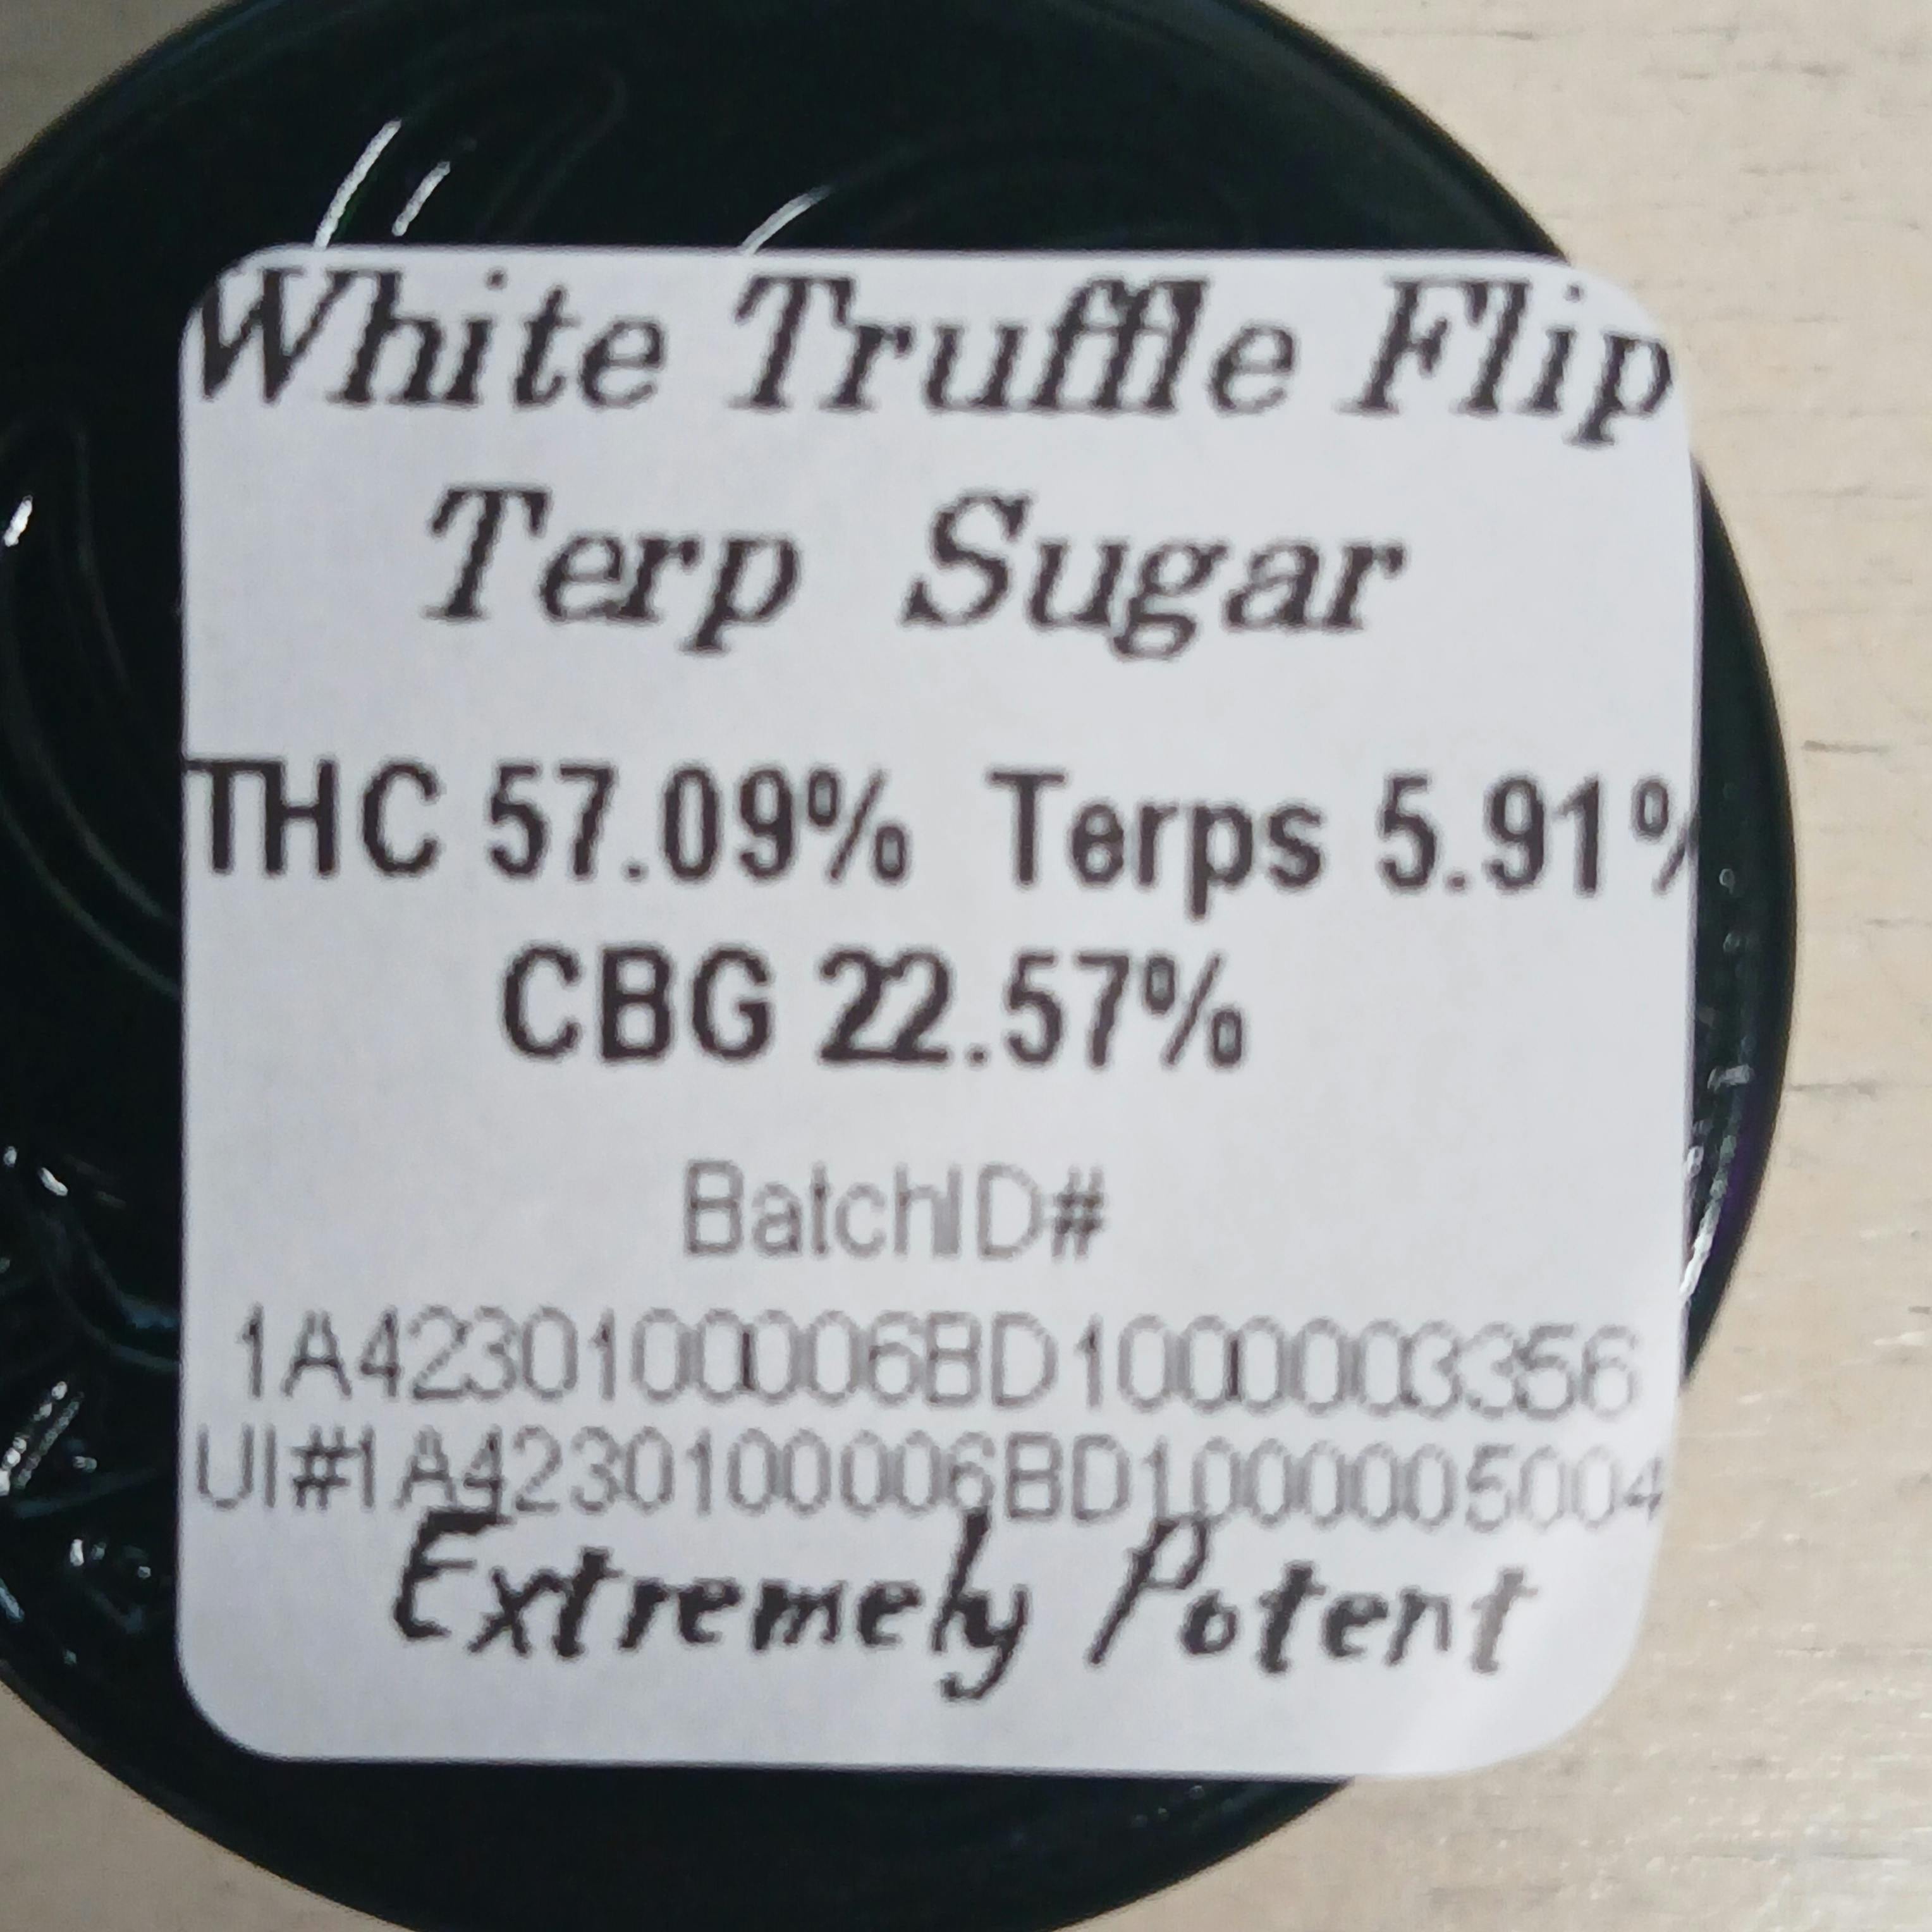 White Truffle Flip
Terp Sugar
THC 57.09% Terps 5.91%
CBG 22.57%
BatchID#
1A4230100006BD1000003356
UI#1A4230100006BD1000005004
Extremely Potent